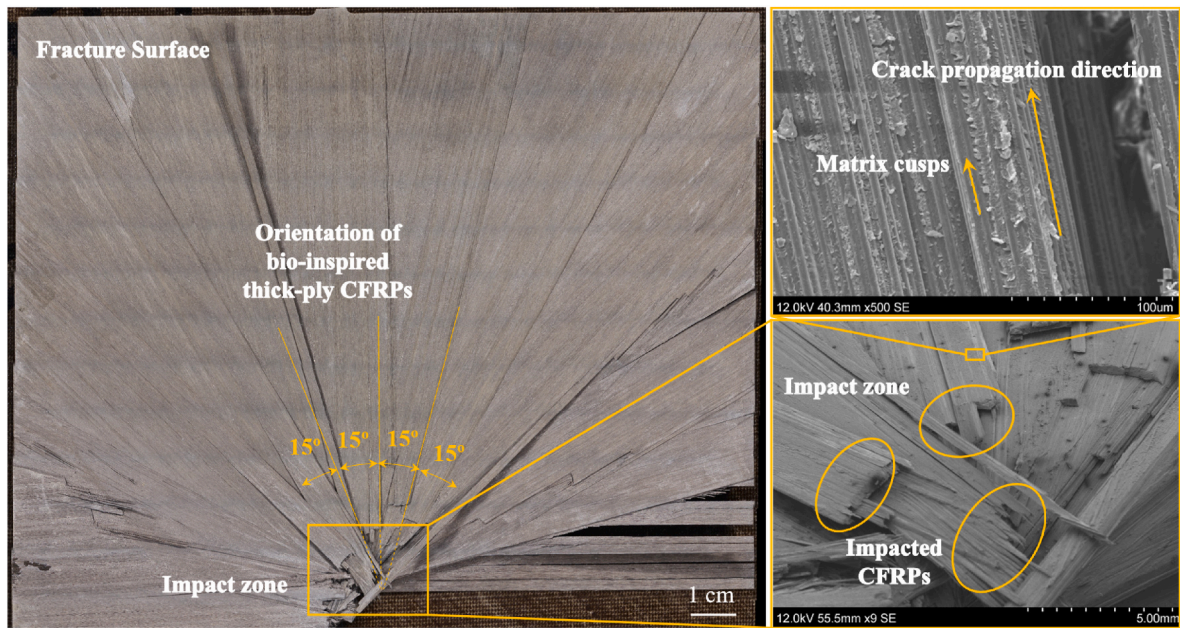 Fracture Surface
Orientation of
bio-inspired
thick-ply CFRPs
15º
15º
15º
15º
Impact zone
1 cm
Crack propagation direction
Matrix cusps
12.0kV 40.3mm x500 SE
100um
Impact zone
Impacted
CFRPs
12.0kV 55.5mm x9 SE
5.00mm